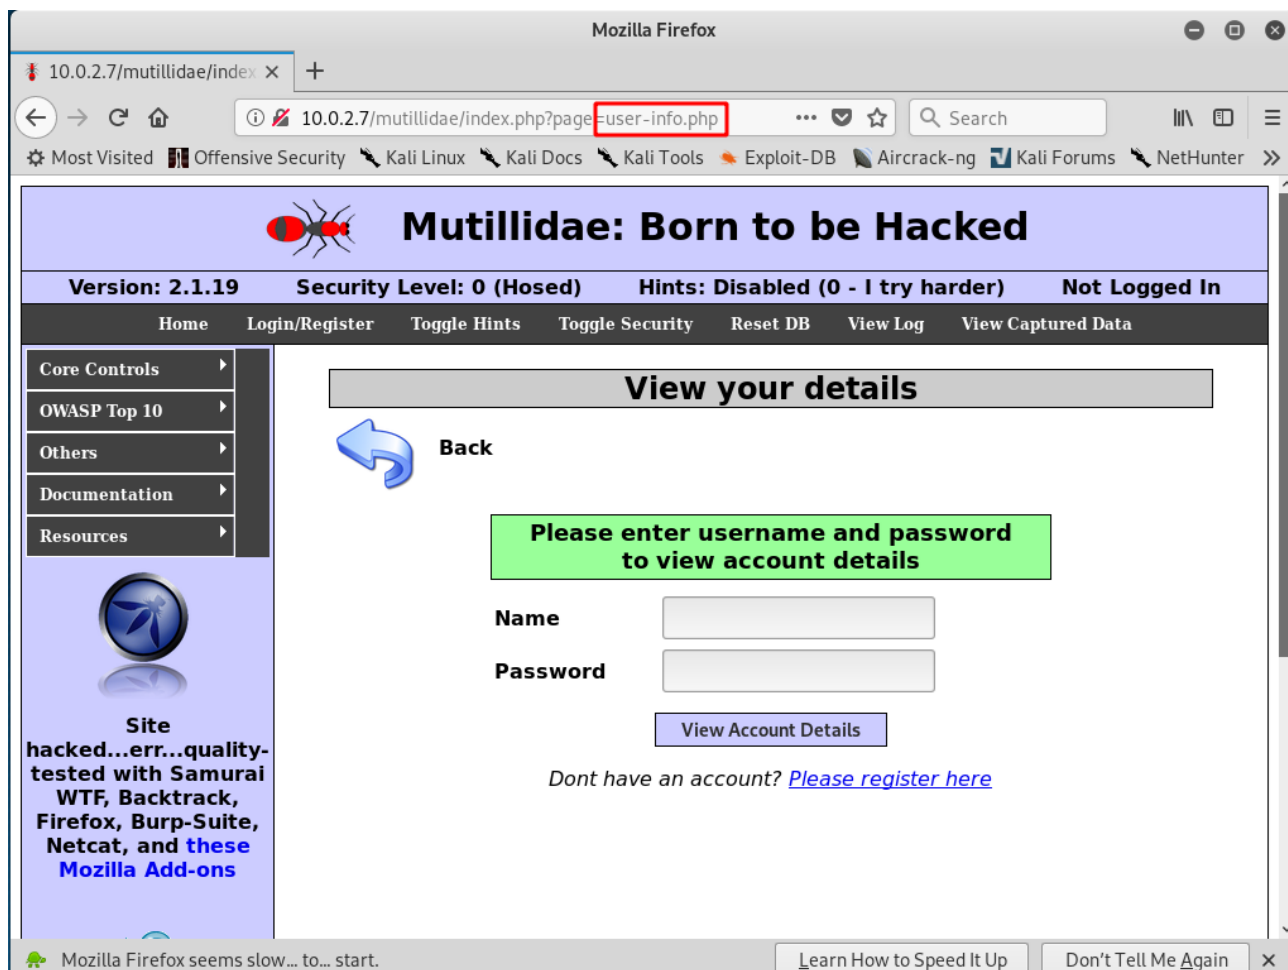 Mozilla Firefox
10.0.2.7/mutillidae/index
10.0.2.7/mutillidae/index.php?page=user-info.php
Search
Most Visited Offensive Security Kali Linux Kali Docs Kali Tools Exploit-DB Aircrack-ng Kali Forums NetHunter
Mutillidae: Born to be Hacked
Version: 2.1.19 Security Level: 0 (Hosed) Hints: Disabled (0 - I try harder) Not Logged In
Home Login/Register Toggle Hints Toggle Security Reset DB View Log View Captured Data
Core Controls
OWASP Top 10
Others
Documentation
Resources
Site
hacked...err...quality-
tested with Samurai
WTF, Backtrack,
Firefox, Burp-Suite,
Netcat, and these
Mozilla Add-ons
View your details
Back
Please enter username and password
to view account details
Name
Password
View Account Details
Dont have an account? Please register here
Mozilla Firefox seems slow... to... start.
Learn How to Speed It Up
Don't Tell Me Again